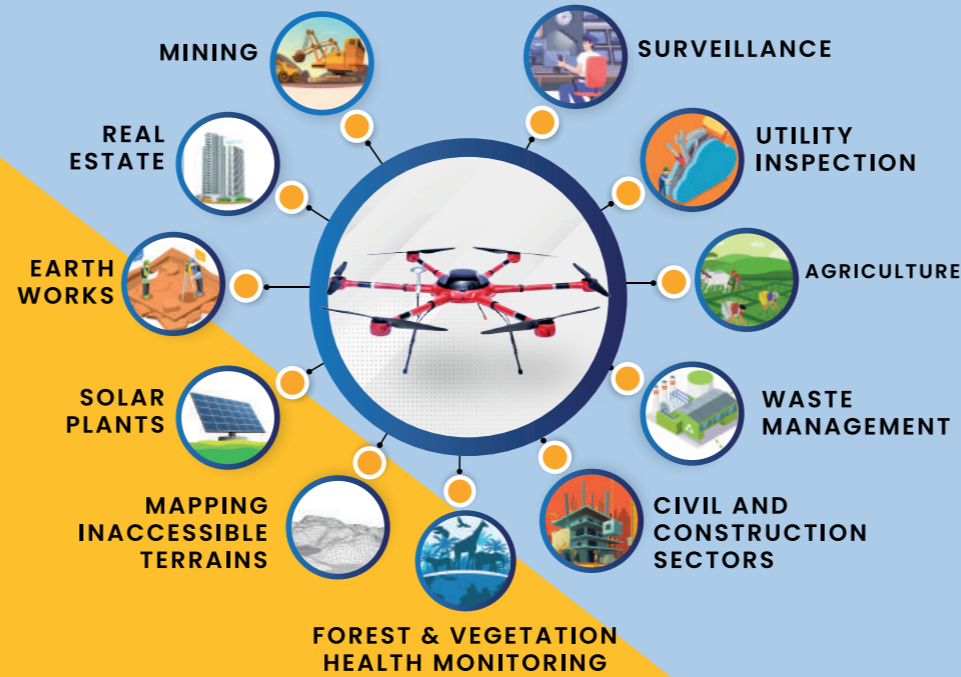 MINING
SURVEILLANCE
REAL
ESTATE
UTILITY
INSPECTION
EARTH
WORKS
AGRICULTURE
SOLAR
PLANTS
WASTE
MANAGEMENT
MAPPING
INACCESSIBLE
TERRAINS
CIVIL AND
CONSTRUCTION
SECTORS
FOREST & VEGETATION
HEALTH MONITORING